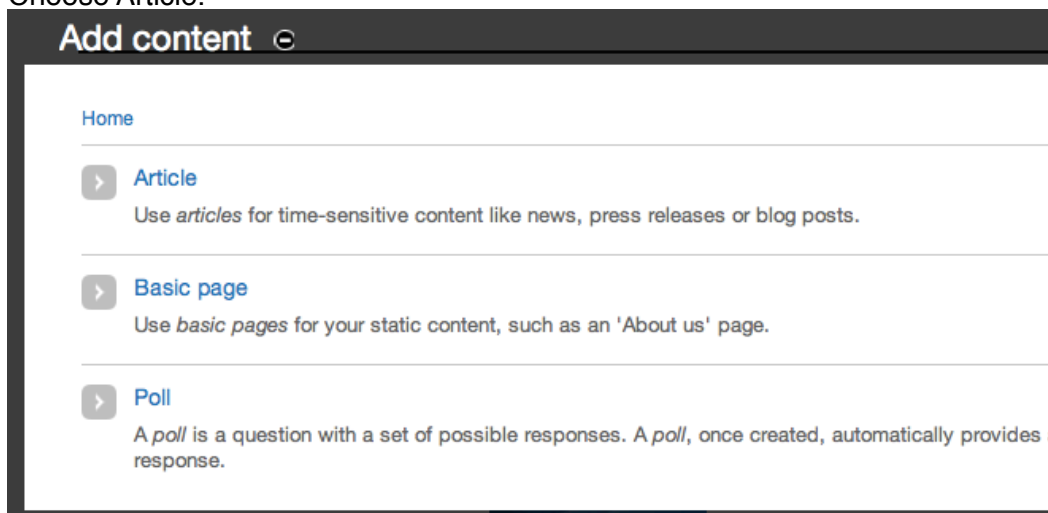 Choose Article.
Add content
Home
Article
Use articles for time-sensitive content like news, press releases or blog posts.
Basic page
Use basic pages for your static content, such as an 'About us' page.
Poll
A poll is a question with a set of possible responses. A poll, once created, automatically provides
response.